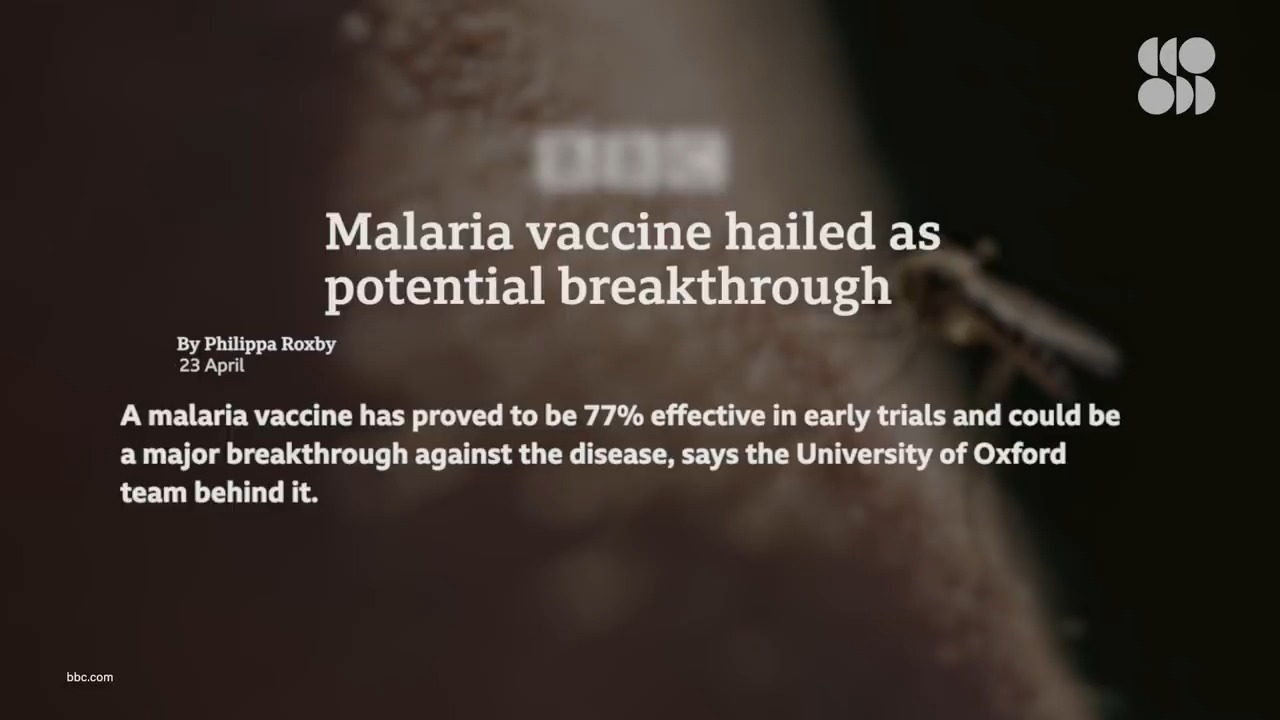 Malaria vaccine hailed as
potential breakthrough
By Philippa Roxby
23 April
A malaria vaccine has proved to be 77% effective in early trials and could be
a major breakthrough against the disease, says the University of Oxford
team behind it.
bbc.com